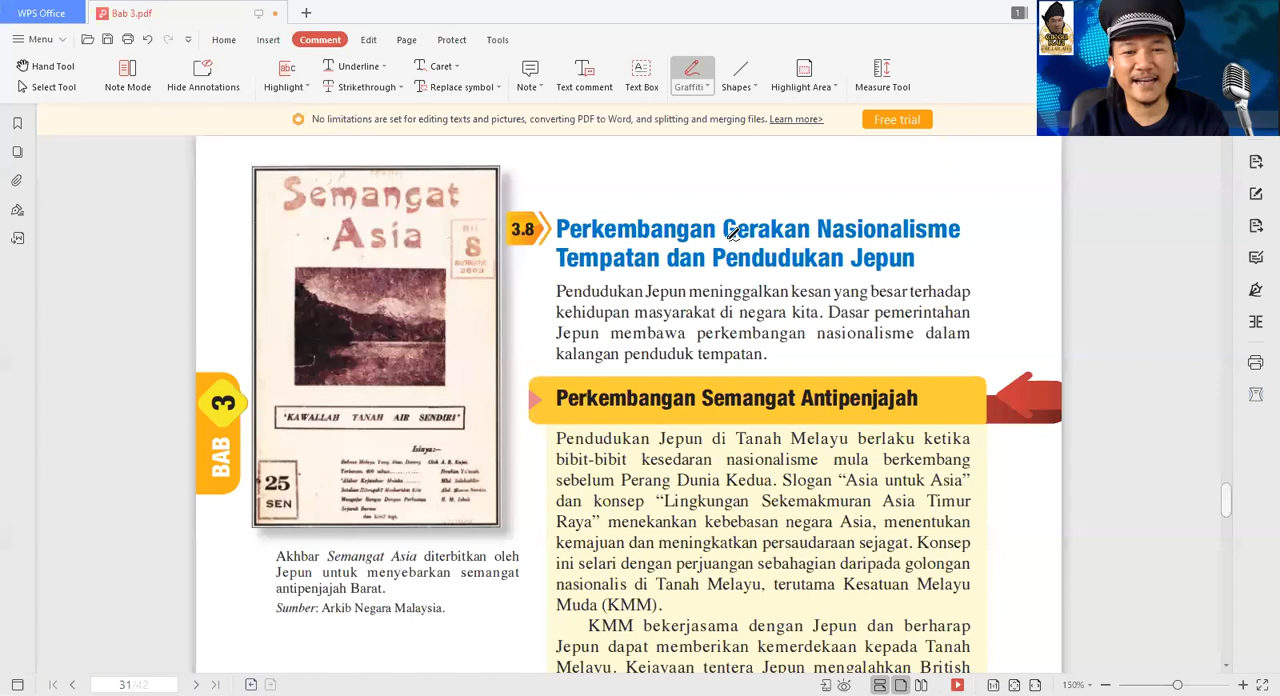 WPS Office
Bab 3.pdf
1
Menu
Home
Insert
Comment
Edit
Page
Protect
Tools
Hand Tool
Select Tool
Note Mode
Hide Annotations
Highlight
Underline
Strikethrough
Caret
Replace symbol
Note
Text comment
Text Box
Graffiti
Shapes
Highlight Area
Measure Tool
No limitations are set for editing texts and pictures, converting PDF to Word, and splitting and merging files. Learn more>
Free trial
Semangat
Asia
8
'KAWALLAH TANAH AIR SENDIRI'
Isinya:-
25
SEN
BAB 3
Akhbar Semangat Asia diterbitkan oleh
Jepun untuk menyebarkan semangat
antipenjajah Barat.
Sumber: Arkib Negara Malaysia.
3.8 Perkembangan Gerakan Nasionalisme
Tempatan dan Pendudukan Jepun
Pendudukan Jepun meninggalkan kesan yang besar terhadap
kehidupan masyarakat di negara kita. Dasar pemerintahan
Jepun membawa perkembangan nasionalisme dalam
kalangan penduduk tempatan.
Perkembangan Semangat Antipenjajah
Pendudukan Jepun di Tanah Melayu berlaku ketika
bibit-bibit kesedaran nasionalisme mula berkembang
sebelum Perang Dunia Kedua. Slogan “Asia untuk Asia”
dan konsep “Lingkungan Sekemakmuran Asia Timur
Raya” menekankan kebebasan negara Asia, menentukan
kemajuan dan meningkatkan persaudaraan sejagat. Konsep
ini selari dengan perjuangan sebahagian daripada golongan
nasionalis di Tanah Melayu, terutama Kesatuan Melayu
Muda (KMM).
KMM bekerjasama dengan Jepun dan berharap
Jepun dapat memberikan kemerdekaan kepada Tanah
Melayu. Kejayaan tentera Jepun mengalahkan British
31/42
150%